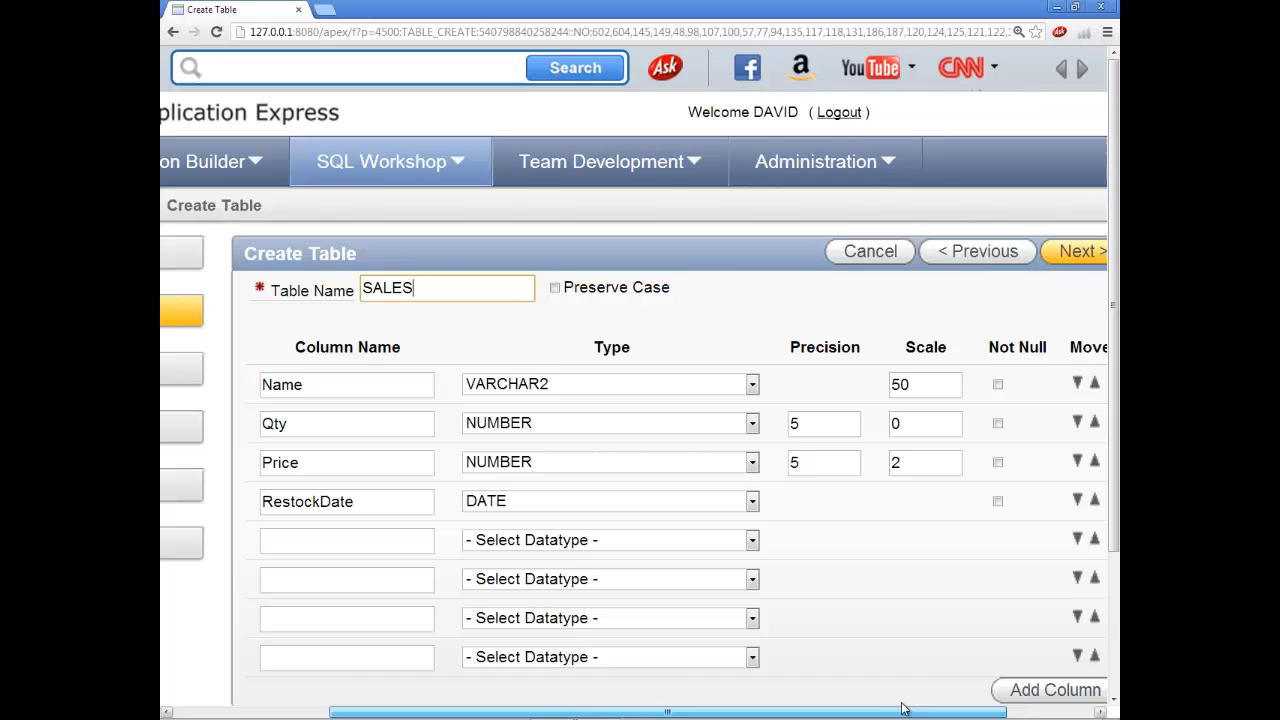 Create Table
127.0.0.1:8080/apex/f?p=4500:TABLE_CREATE:540798840258244::NO:602,604,145,149,48,98,107,100,57,77,94,135,117,118,131,186,187,120,124,125,121,122,
Search Ask You Tube CNN
plication Express
Welcome DAVID ( Logout )
on Builder SQL Workshop Team Development Administration
Create Table
Create Table Cancel < Previous Next >
* Table Name SALES Preserve Case
Column Name Type Precision Scale Not Null Move
Name VARCHAR2 50
Qty NUMBER 5 0
Price NUMBER 5 2
RestockDate DATE
- Select Datatype -
- Select Datatype -
- Select Datatype -
- Select Datatype -
Add Column